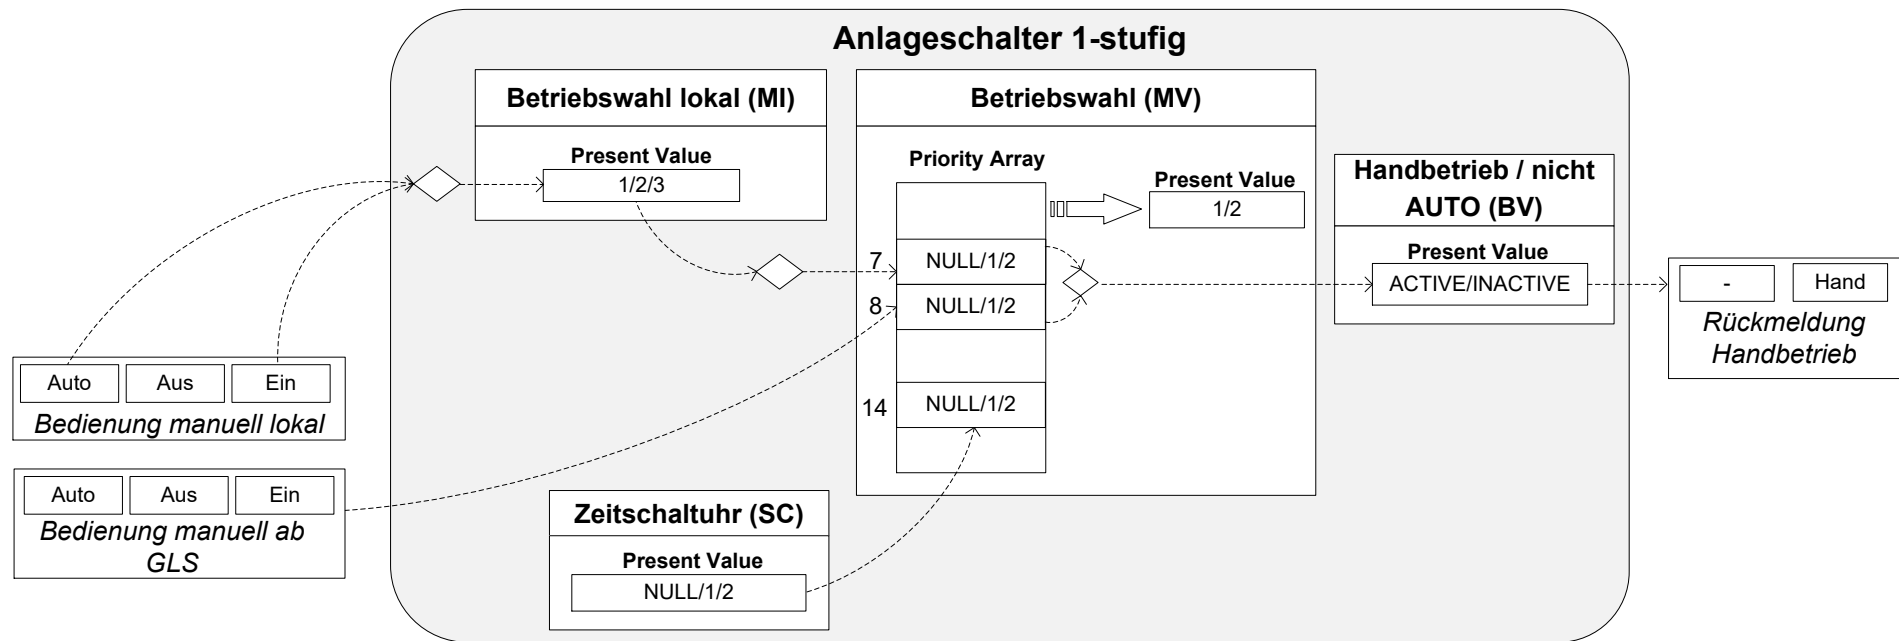 Anlageschalter 1-stufig
Betriebswahl lokal (MI)
Present Value
1/2/3
Betriebswahl (MV)
Priority Array
Present Value
1/2
7
NULL/1/2
8
NULL/1/2
14
NULL/1/2
Handbetrieb / nicht
AUTO (BV)
Present Value
ACTIVE/INACTIVE
- Hand
Rückmeldung
Handbetrieb
Auto Aus Ein
Bedienung manuell lokal
Auto Aus Ein
Bedienung manuell ab
GLS
Zeitschaltuhr (SC)
Present Value
NULL/1/2